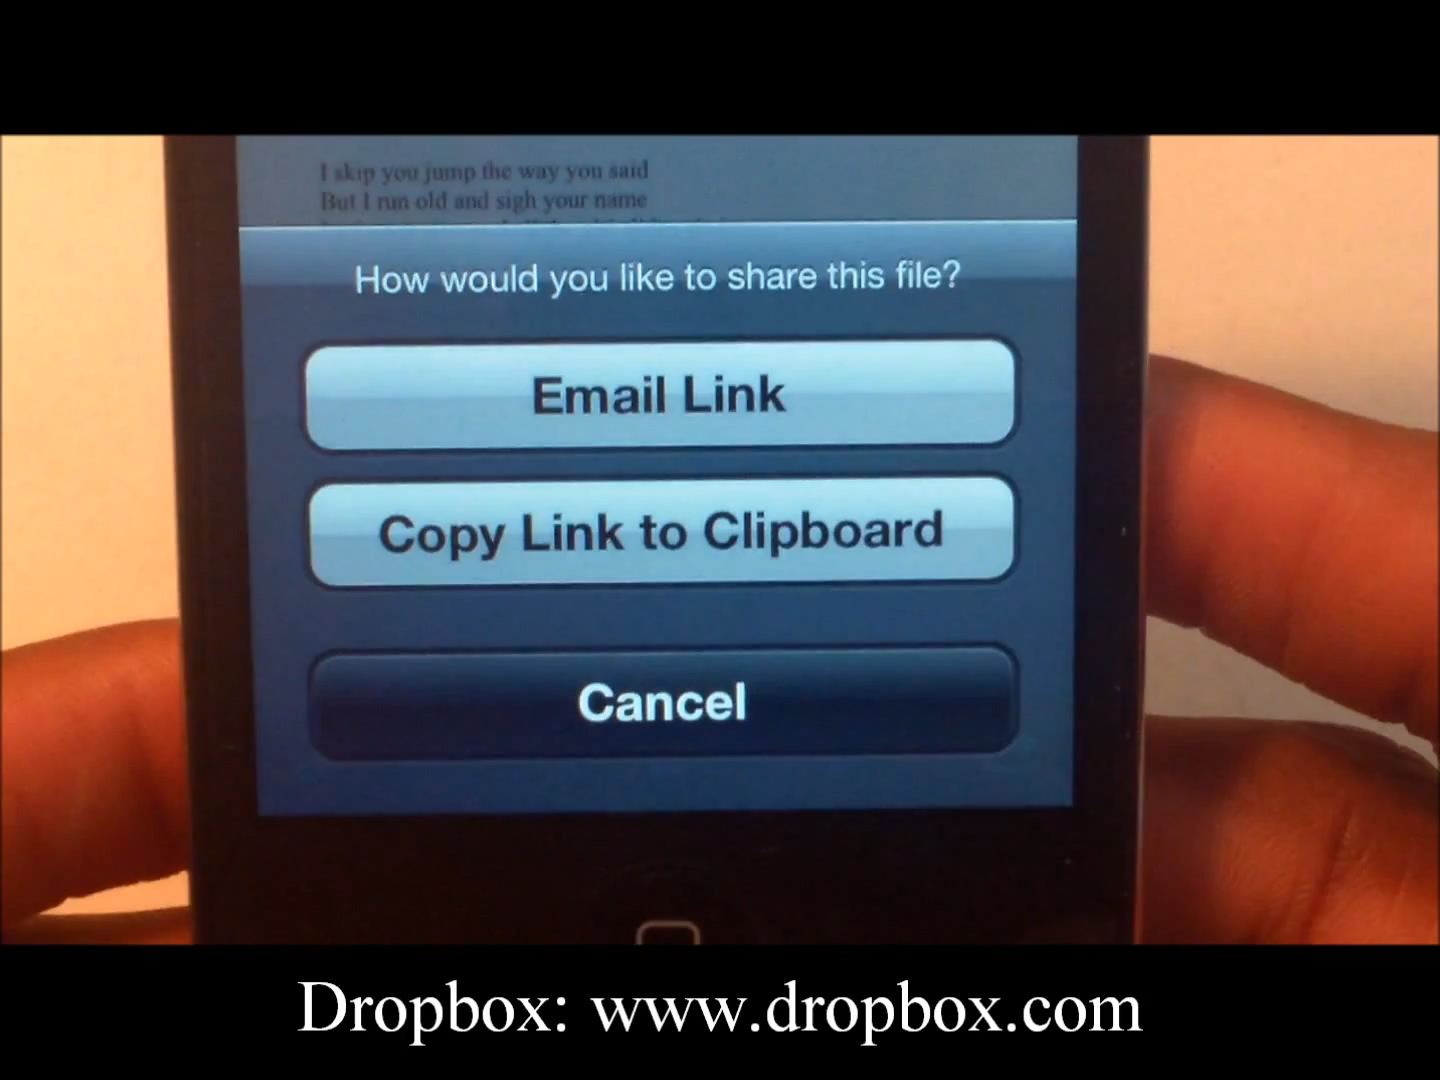 I skip you jump the way you said
But I run old and sigh your name
How would you like to share this file?
Email Link
Copy Link to Clipboard
Cancel
Dropbox: www.dropbox.com